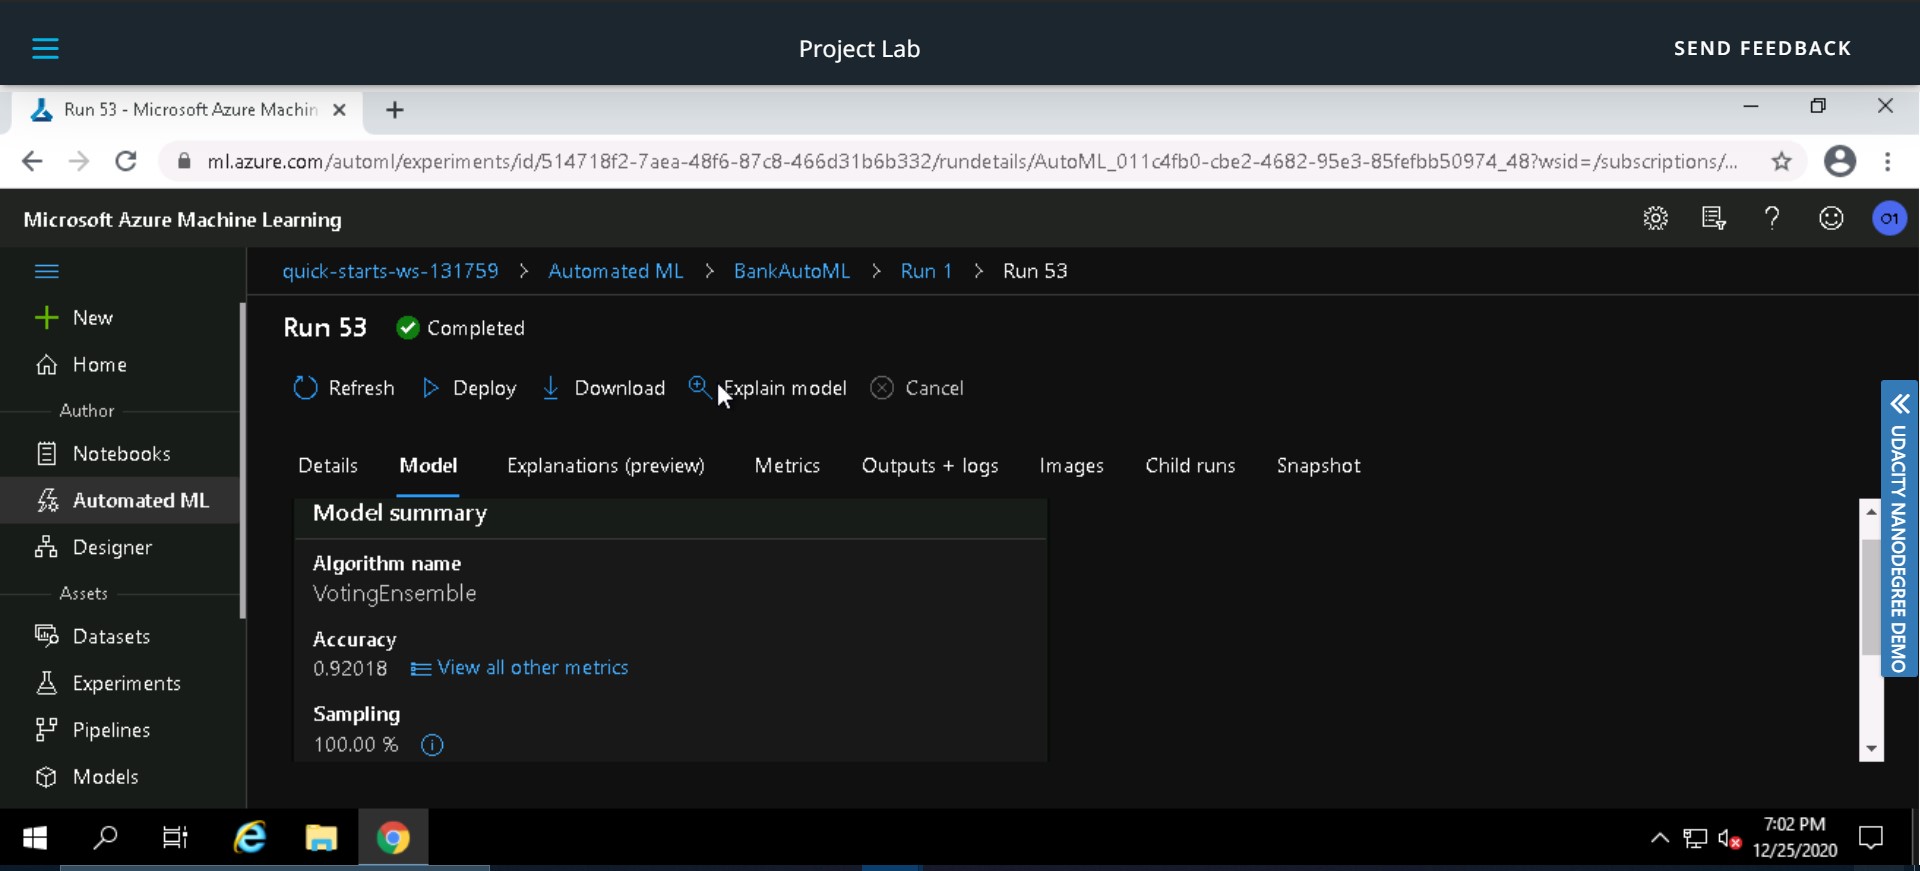 Project Lab
SEND FEEDBACK
Run 53 - Microsoft Azure Machin
ml.azure.com/automl/experiments/id/514718f2-7aea-48f6-87c8-466d31b6b332/rundetails/AutoML_011c4fb0-cbe2-4682-95e3-85fefbb50974_48?wsid=/subscriptions/...
Microsoft Azure Machine Learning
01
quick-starts-ws-131759 > Automated ML > BankAutoML > Run 1 > Run 53
New
Home
Author
Notebooks
Automated ML
Designer
Assets
Datasets
Experiments
Pipelines
Models
Run 53 Completed
Refresh Deploy Download Explain model Cancel
Details Model Explanations (preview) Metrics Outputs + logs Images Child runs Snapshot
Model summary
Algorithm name
VotingEnsemble
Accuracy
0.92018 View all other metrics
Sampling
100.00 %
UDACITY NANODEGREE DEMO
7:02 PM
12/25/2020